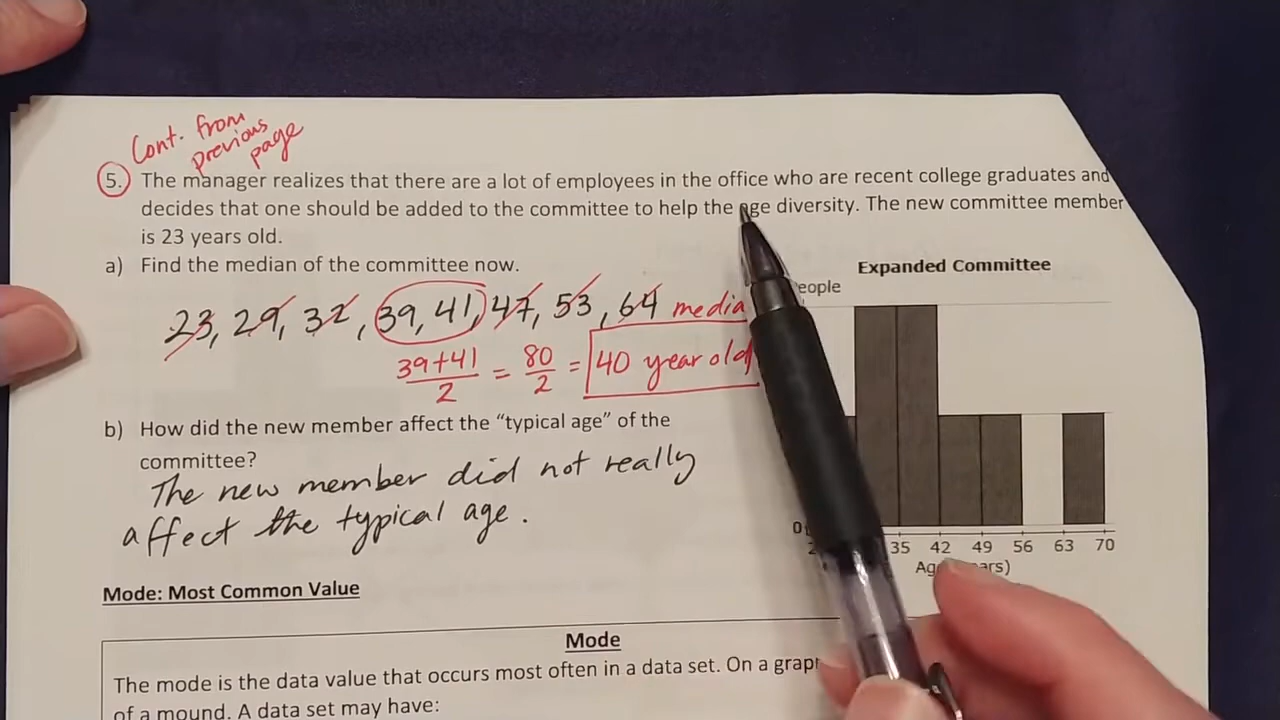 Cont. from
previous
page
5. The manager realizes that there are a lot of employees in the office who are recent college graduates and
decides that one should be added to the committee to help the age diversity. The new committee member
is 23 years old.
a) Find the median of the committee now.
Expanded Committee
eople
23, 29, 32, 39, 41, 47, 53, 64 media
39+41
2
= 80
2
= 40 year old
b) How did the new member affect the “typical age” of the
committee?
The new member did not really
affect the typical age.
0
35 42 49 56 63 70
Mode: Most Common Value
Mode
The mode is the data value that occurs most often in a data set. On a grap
of a mound. A data set may have: